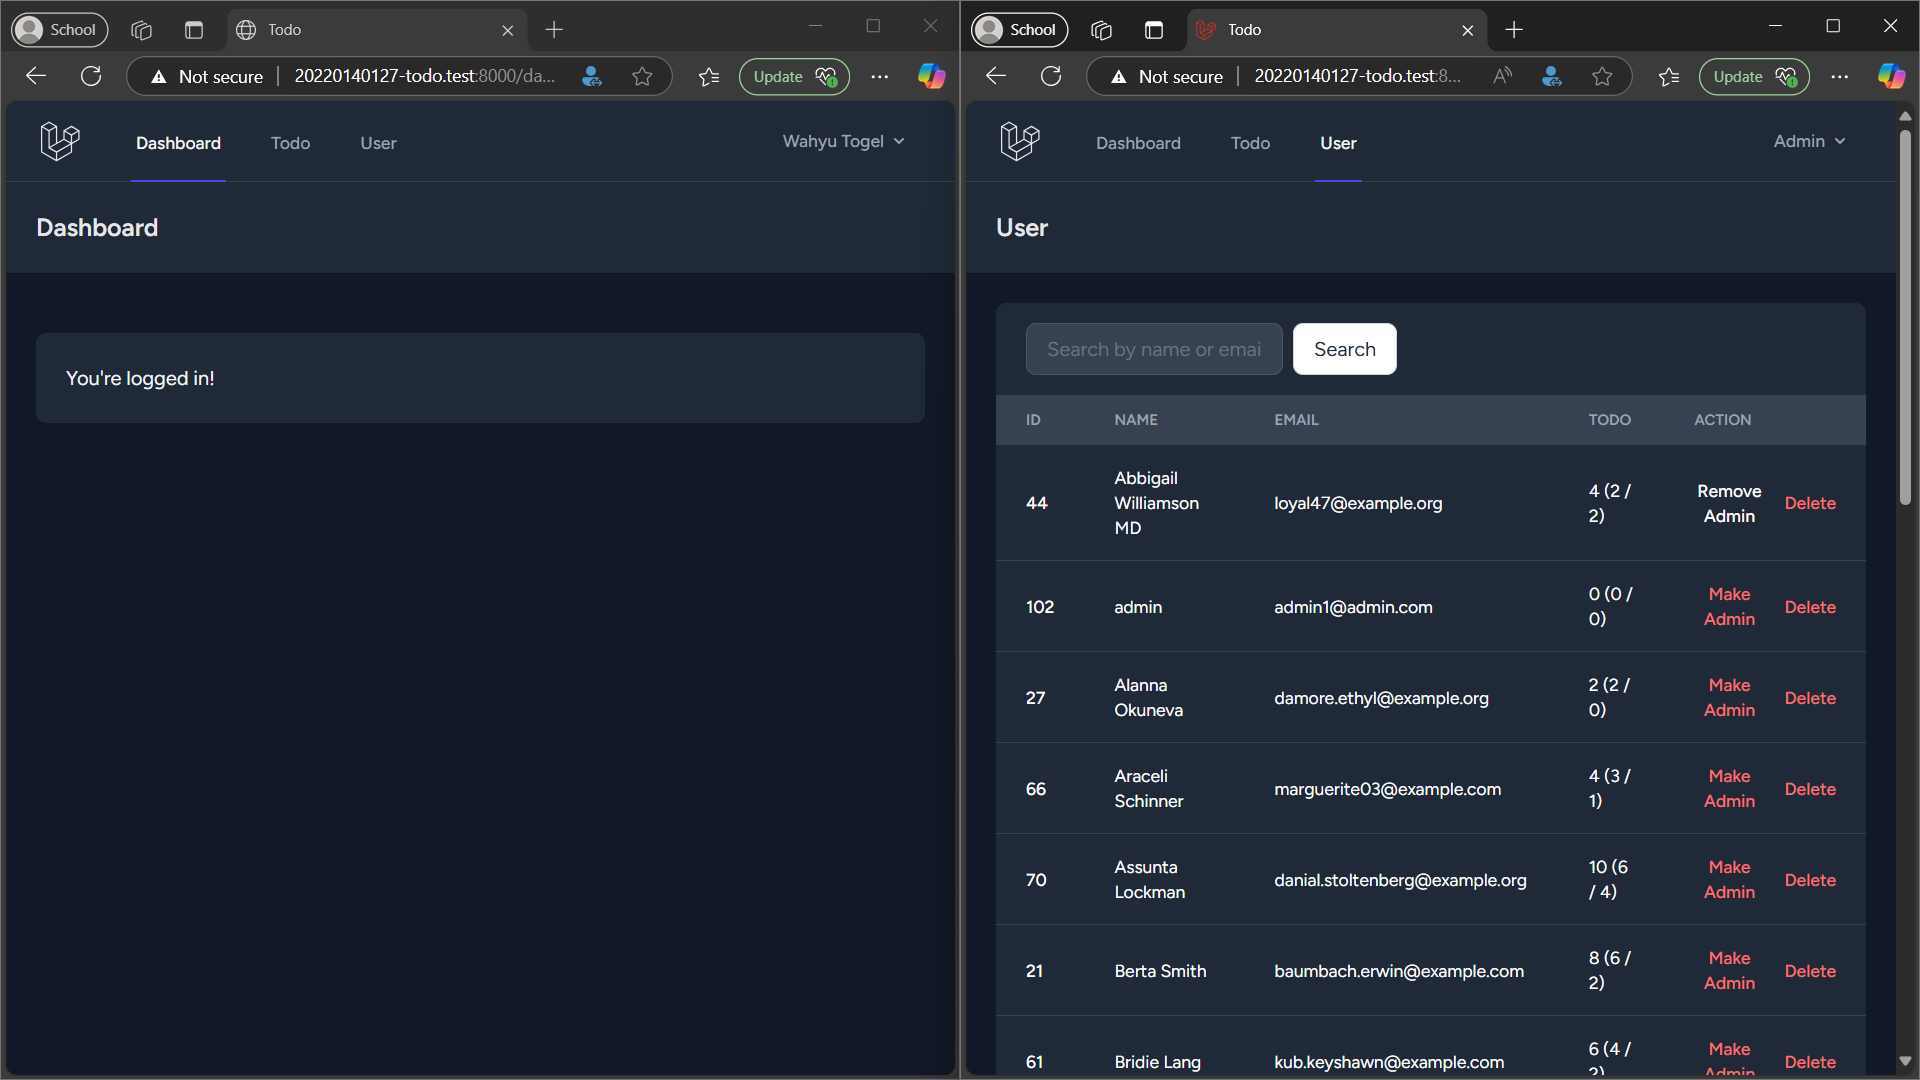 School
Todo
Not secure
20220140127-todo.test:8000/da...
Update
Dashboard
Todo
User
Wahyu Togel
Dashboard
You're logged in!
School
Todo
Not secure
20220140127-todo.test:8...
Update
Dashboard
Todo
User
Admin
User
Search by name or emai
Search
ID NAME EMAIL TODO ACTION
44 Abbigail Williamson MD loyal47@example.org 4 (2 / 2) Remove Admin Delete
102 admin admin1@admin.com 0 (0 / 0) Make Admin Delete
27 Alanna Okuneva damore.ethyl@example.org 2 (2 / 0) Make Admin Delete
66 Araceli Schinner marguerite03@example.com 4 (3 / 1) Make Admin Delete
70 Assunta Lockman danial.stoltenberg@example.org 10 (6 / 4) Make Admin Delete
21 Berta Smith baumbach.erwin@example.com 8 (6 / 2) Make Admin Delete
61 Bridie Lang kub.keyshawn@example.com 6 (4 / 2) Make Admin Delete